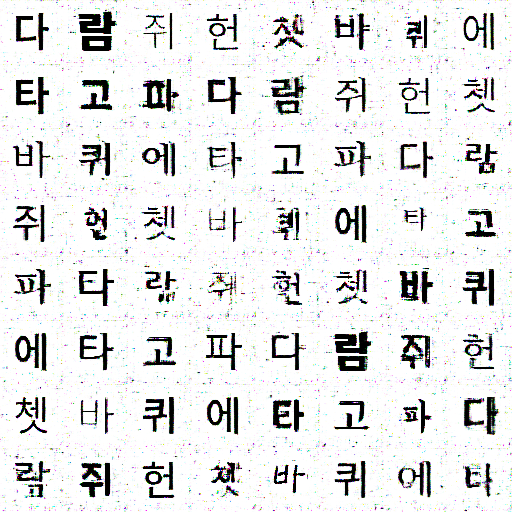 다 람 쥐 헌 쳇 바 퀴 에
타 고 파 다 람 쥐 헌 쳇
바 퀴 에 타 고 파 다 람
쥐 헌 쳇 바 퀴 에 타 고
파 다 람 쥐 헌 쳇 바 퀴
에 타 고 파 다 람 쥐 헌
쳇 바 퀴 에 타 고 파 다
람 쥐 헌 쳇 바 퀴 에 타